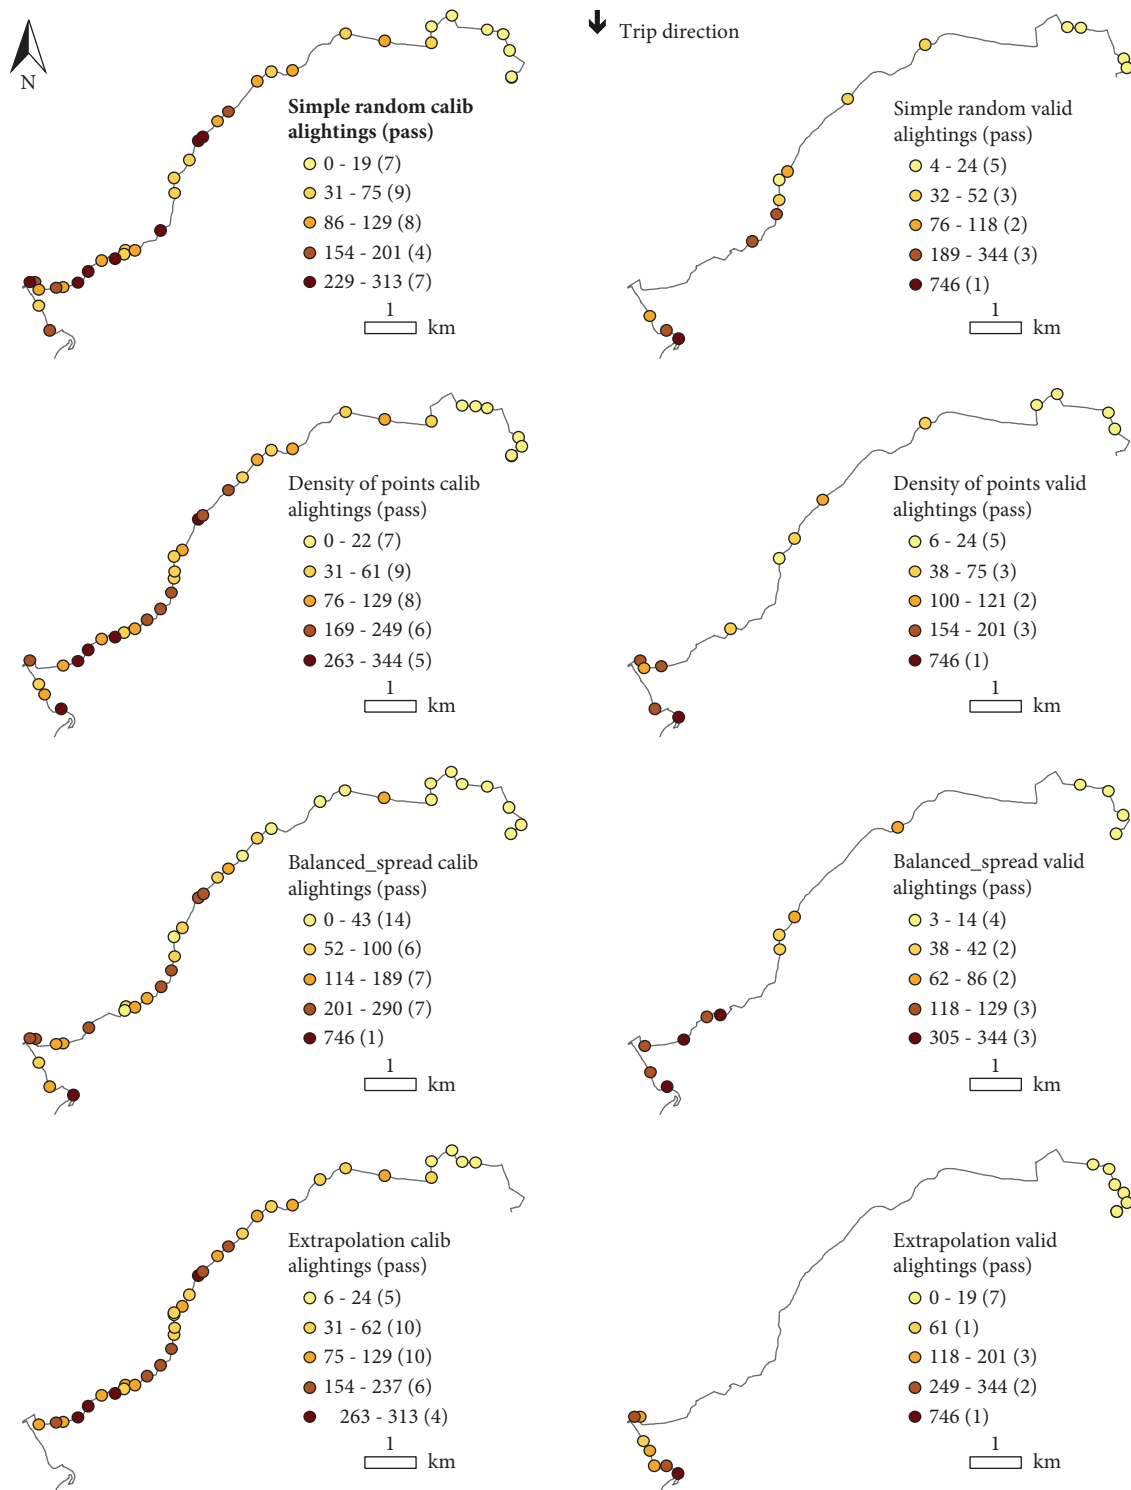 N
Trip direction
Simple random calib
alightings (pass)
0 - 19 (7)
31 - 75 (9)
86 - 129 (8)
154 - 201 (4)
229 - 313 (7)
1
km
Simple random valid
alightings (pass)
4 - 24 (5)
32 - 52 (3)
76 - 118 (2)
189 - 344 (3)
746 (1)
1
km
Density of points calib
alightings (pass)
0 - 22 (7)
31 - 61 (9)
76 - 129 (8)
169 - 249 (6)
263 - 344 (5)
1
km
Density of points valid
alightings (pass)
6 - 24 (5)
38 - 75 (3)
100 - 121 (2)
154 - 201 (3)
746 (1)
1
km
Balanced_spread calib
alightings (pass)
0 - 43 (14)
52 - 100 (6)
114 - 189 (7)
201 - 290 (7)
746 (1)
1
km
Balanced_spread valid
alightings (pass)
3 - 14 (4)
38 - 42 (2)
62 - 86 (2)
118 - 129 (3)
305 - 344 (3)
1
km
Extrapolation calib
alightings (pass)
6 - 24 (5)
31 - 62 (10)
75 - 129 (10)
154 - 237 (6)
263 - 313 (4)
1
km
Extrapolation valid
alightings (pass)
0 - 19 (7)
61 (1)
118 - 201 (3)
249 - 344 (2)
746 (1)
1
km